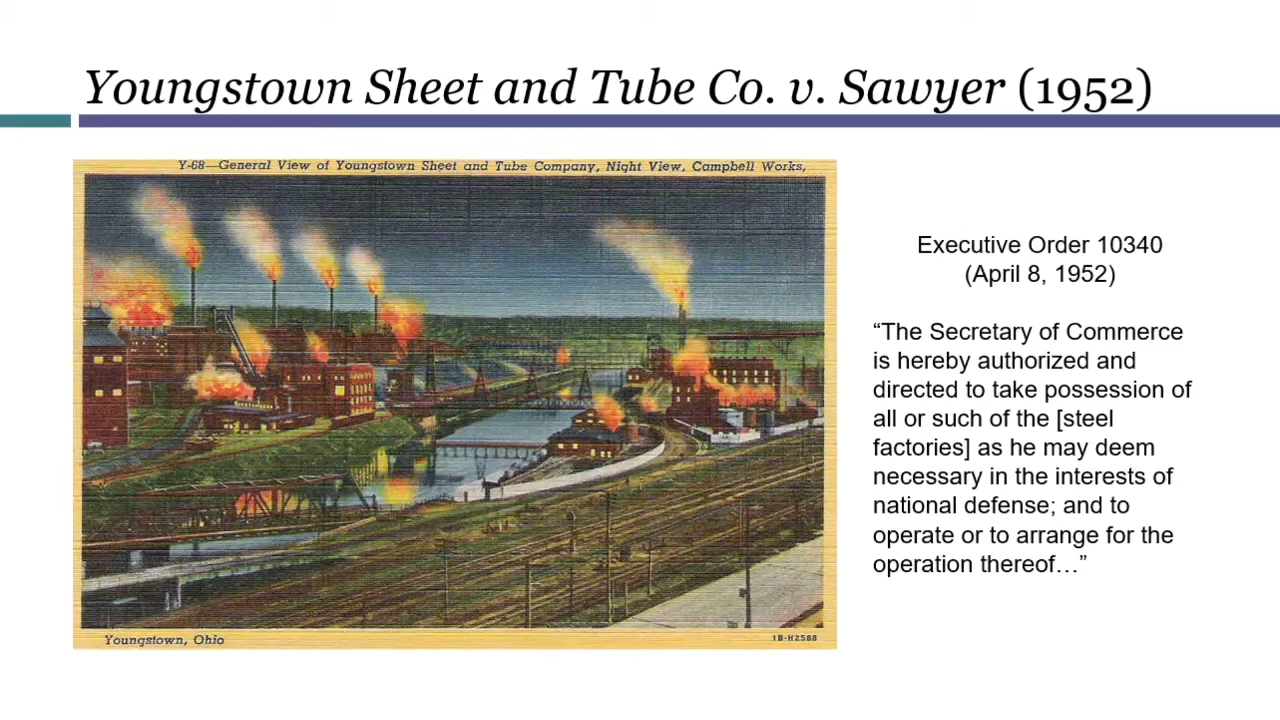 Youngstown Sheet and Tube Co. v. Sawyer (1952)
Y-68—General View of Youngstown Sheet and Tube Company, Night View, Campbell Works,
Youngstown, Ohio
1B-H2588
Executive Order 10340
(April 8, 1952)
“The Secretary of Commerce
is hereby authorized and
directed to take possession of
all or such of the [steel
factories] as he may deem
necessary in the interests of
national defense; and to
operate or to arrange for the
operation thereof…”